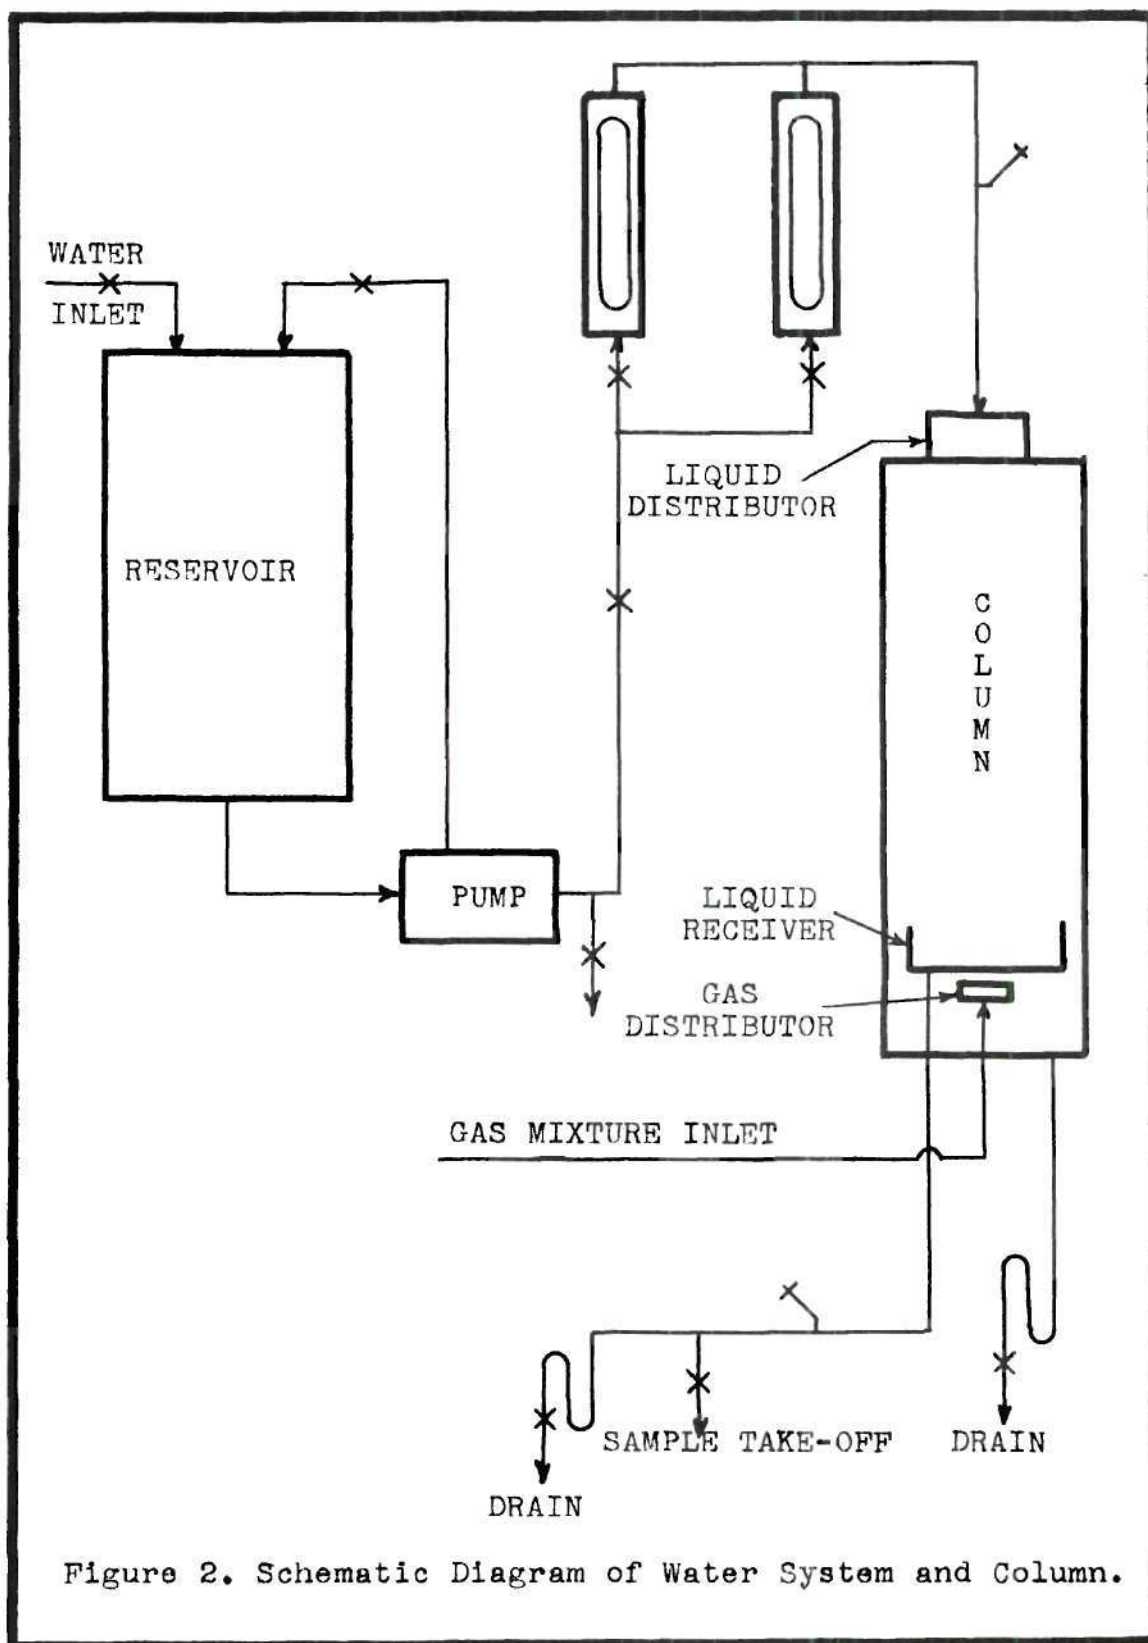 WATER
INLET
RESERVOIR
LIQUID
DISTRIBUTOR
COLUMN
PUMP
LIQUID
RECEIVER
GAS
DISTRIBUTOR
GAS MIXTURE INLET
SAMPLE TAKE-OFF
DRAIN
DRAIN
Figure 2. Schematic Diagram of Water System and Column.